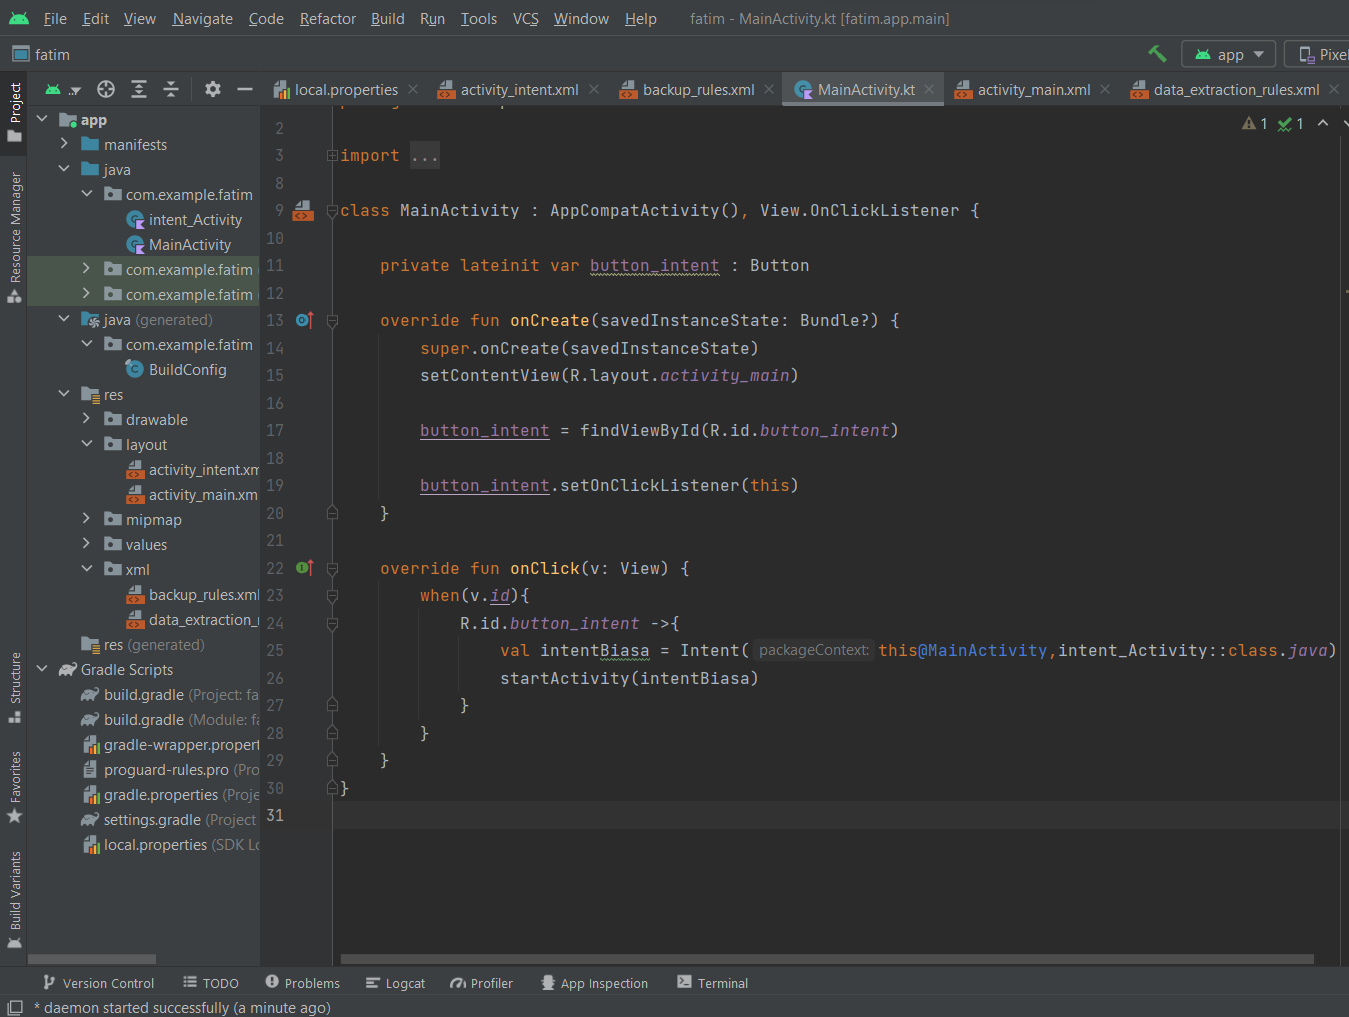 File Edit View Navigate Code Refactor Build Run Tools VCS Window Help fatim - MainActivity.kt [fatim.app.main]
fatim app Pixe
local.properties activity_intent.xml backup_rules.xml MainActivity.kt activity_main.xml data_extraction_rules.xml
Project
Resource Manager
Structure
Favorites
Build Variants
app
manifests
java
com.example.fatim
intent_Activity
MainActivity
com.example.fatim
com.example.fatim
java (generated)
com.example.fatim
BuildConfig
res
drawable
layout
activity_intent.xm
activity_main.xm
mipmap
values
xml
backup_rules.xml
data_extraction_
res (generated)
Gradle Scripts
build.gradle (Project: fa
build.gradle (Module: fa
gradle-wrapper.propert
proguard-rules.pro (Pro
gradle.properties (Proje
settings.gradle (Project
local.properties (SDK Lo
1 1
2
3 import ...
8
9 class MainActivity : AppCompatActivity(), View.OnClickListener {
10
11 private lateinit var button_intent : Button
12
13 override fun onCreate(savedInstanceState: Bundle?) {
14 super.onCreate(savedInstanceState)
15 setContentView(R.layout.activity_main)
16
17 button_intent = findViewById(R.id.button_intent)
18
19 button_intent.setOnClickListener(this)
20 }
21
22 override fun onClick(v: View) {
23 when(v.id){
24 R.id.button_intent ->{
25 val intentBiasa = Intent( packageContext: this@MainActivity,intent_Activity::class.java)
26 startActivity(intentBiasa)
27 }
28 }
29 }
30 }
31
Version Control TODO Problems Logcat Profiler App Inspection Terminal
* daemon started successfully (a minute ago)